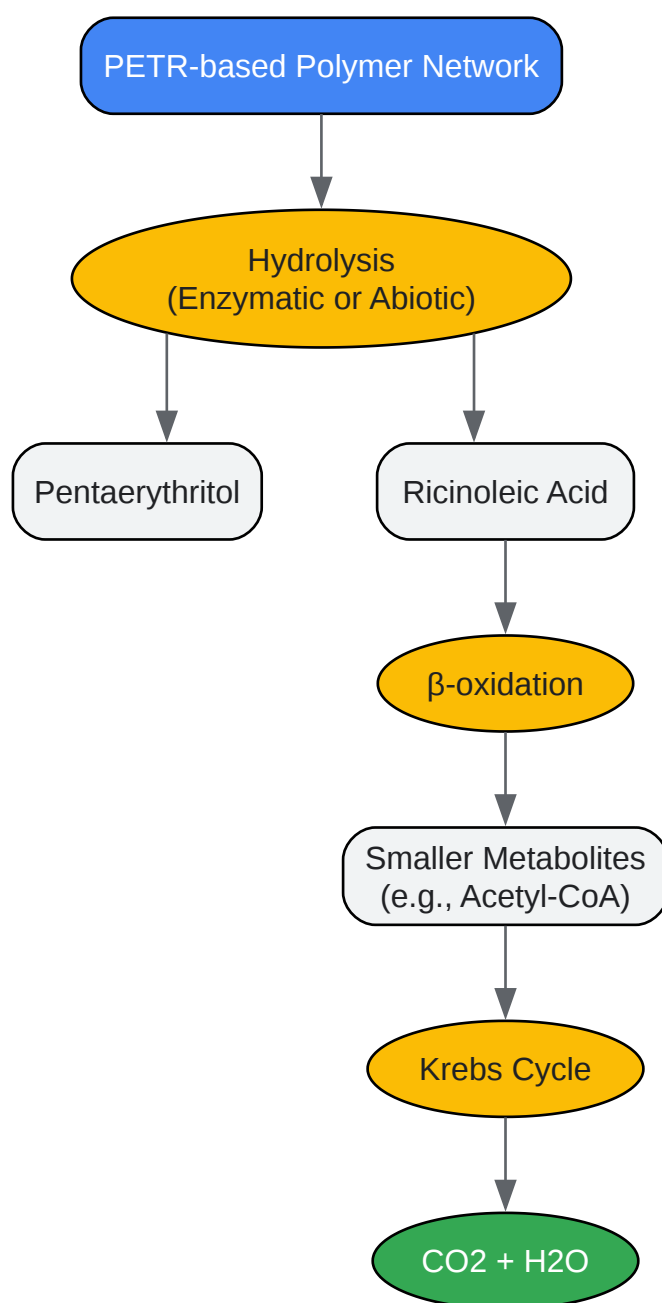 PETR-based Polymer Network
Hydrolysis
(Enzymatic or Abiotic)
Pentaerythritol
Ricinoleic Acid
β-oxidation
Smaller Metabolites
(e.g., Acetyl-CoA)
Krebs Cycle
CO2 + H2O